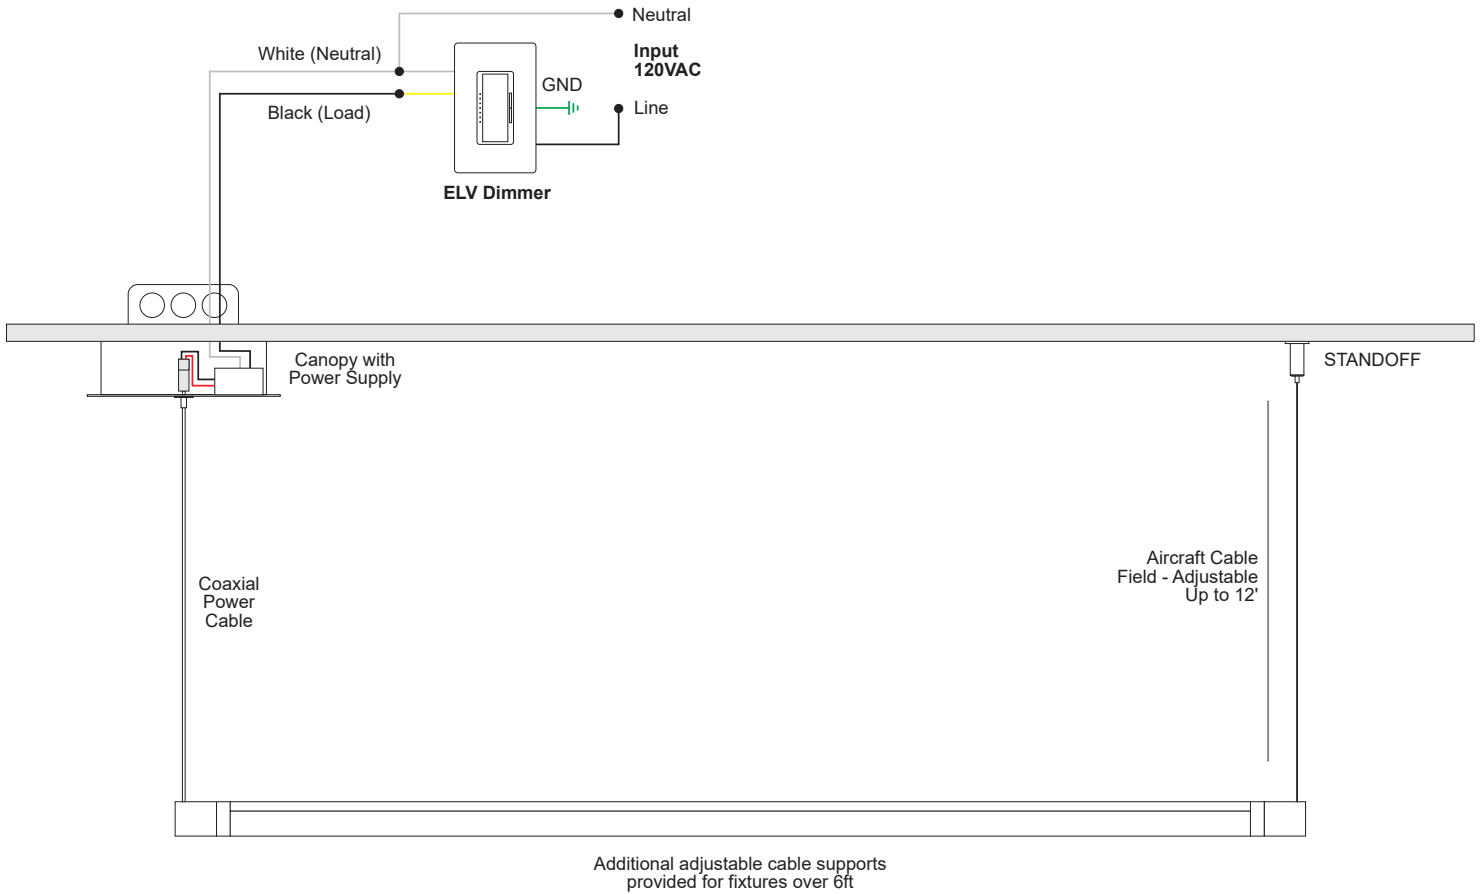 Neutral
White (Neutral)
Input
120VAC
GND
Line
Black (Load)
ELV Dimmer
Canopy with
Power Supply
STANDOFF
Aircraft Cable
Field - Adjustable
Up to 12'
Coaxial
Power
Cable
Additional adjustable cable supports
provided for fixtures over 6ft